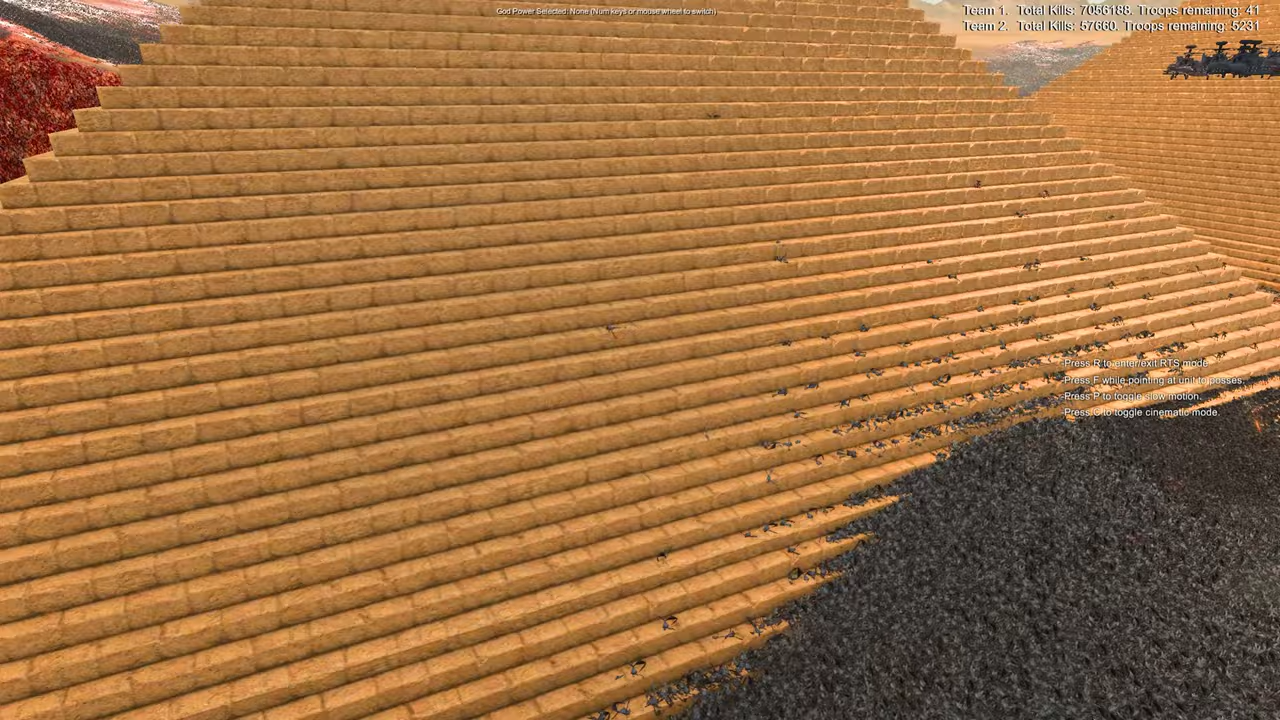 God Power Selected: None (Num keys or mouse wheel to switch)
Team 1. Total Kills: 7056188. Troops remaining: 41
Team 2. Total Kills: 57660. Troops remaining: 5231
Press R to enter/exit RTS mode.
Press F while pointing at unit to posses.
Press P to toggle slow motion.
Press C to toggle cinematic mode.